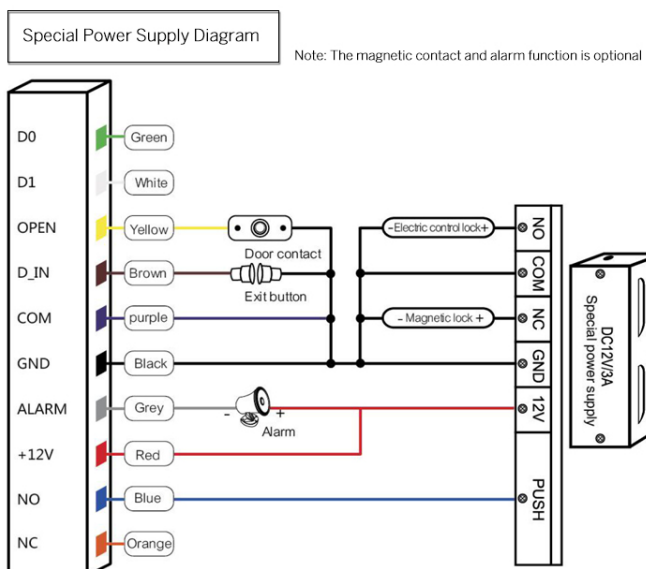 Special Power Supply Diagram
Note: The magnetic contact and alarm function is optional
D0 Green
D1 White
OPEN Yellow
Door contact
D_IN Brown
Exit button
COM purple
GND Black
ALARM Grey
- +
Alarm
+12V Red
NO Blue
NC Orange
-Electric control lock+
- Magnetic lock +
NO
COM
NC
GND
12V
PUSH
DC12V/3A
Special power supply